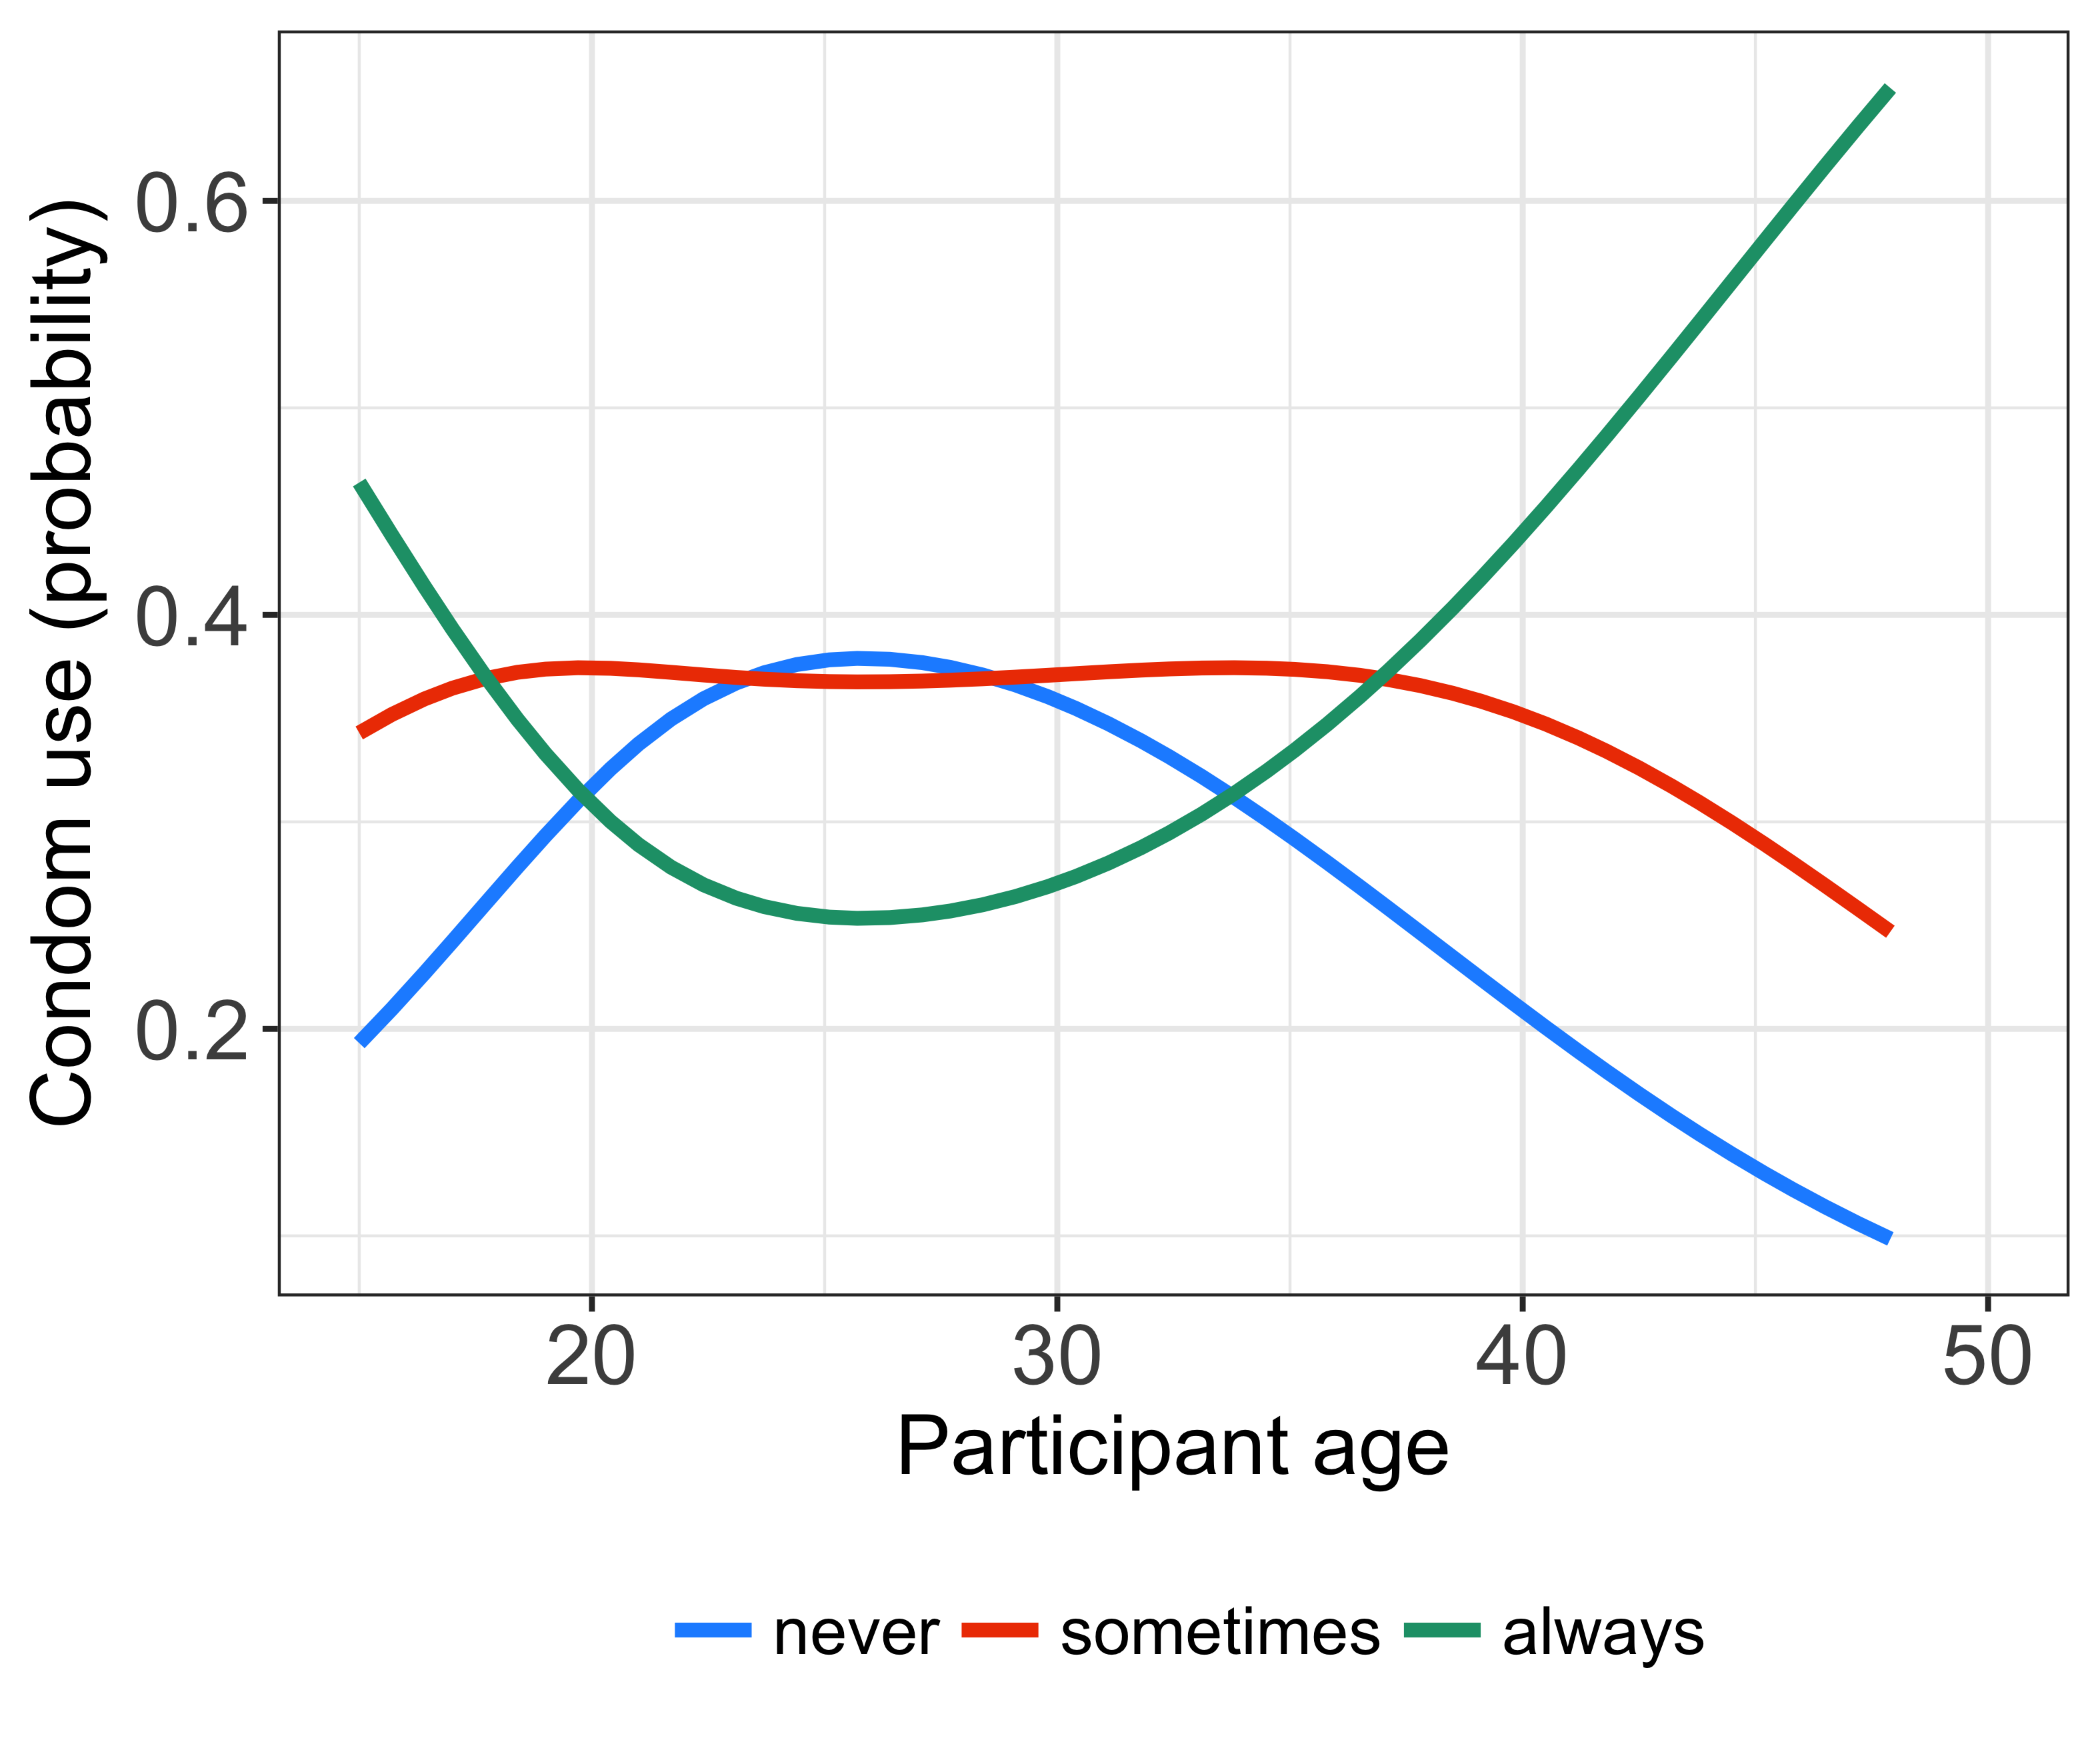 Condom use (probability)
0.6
0.4
0.2
20 30 40 50
Participant age
never sometimes always